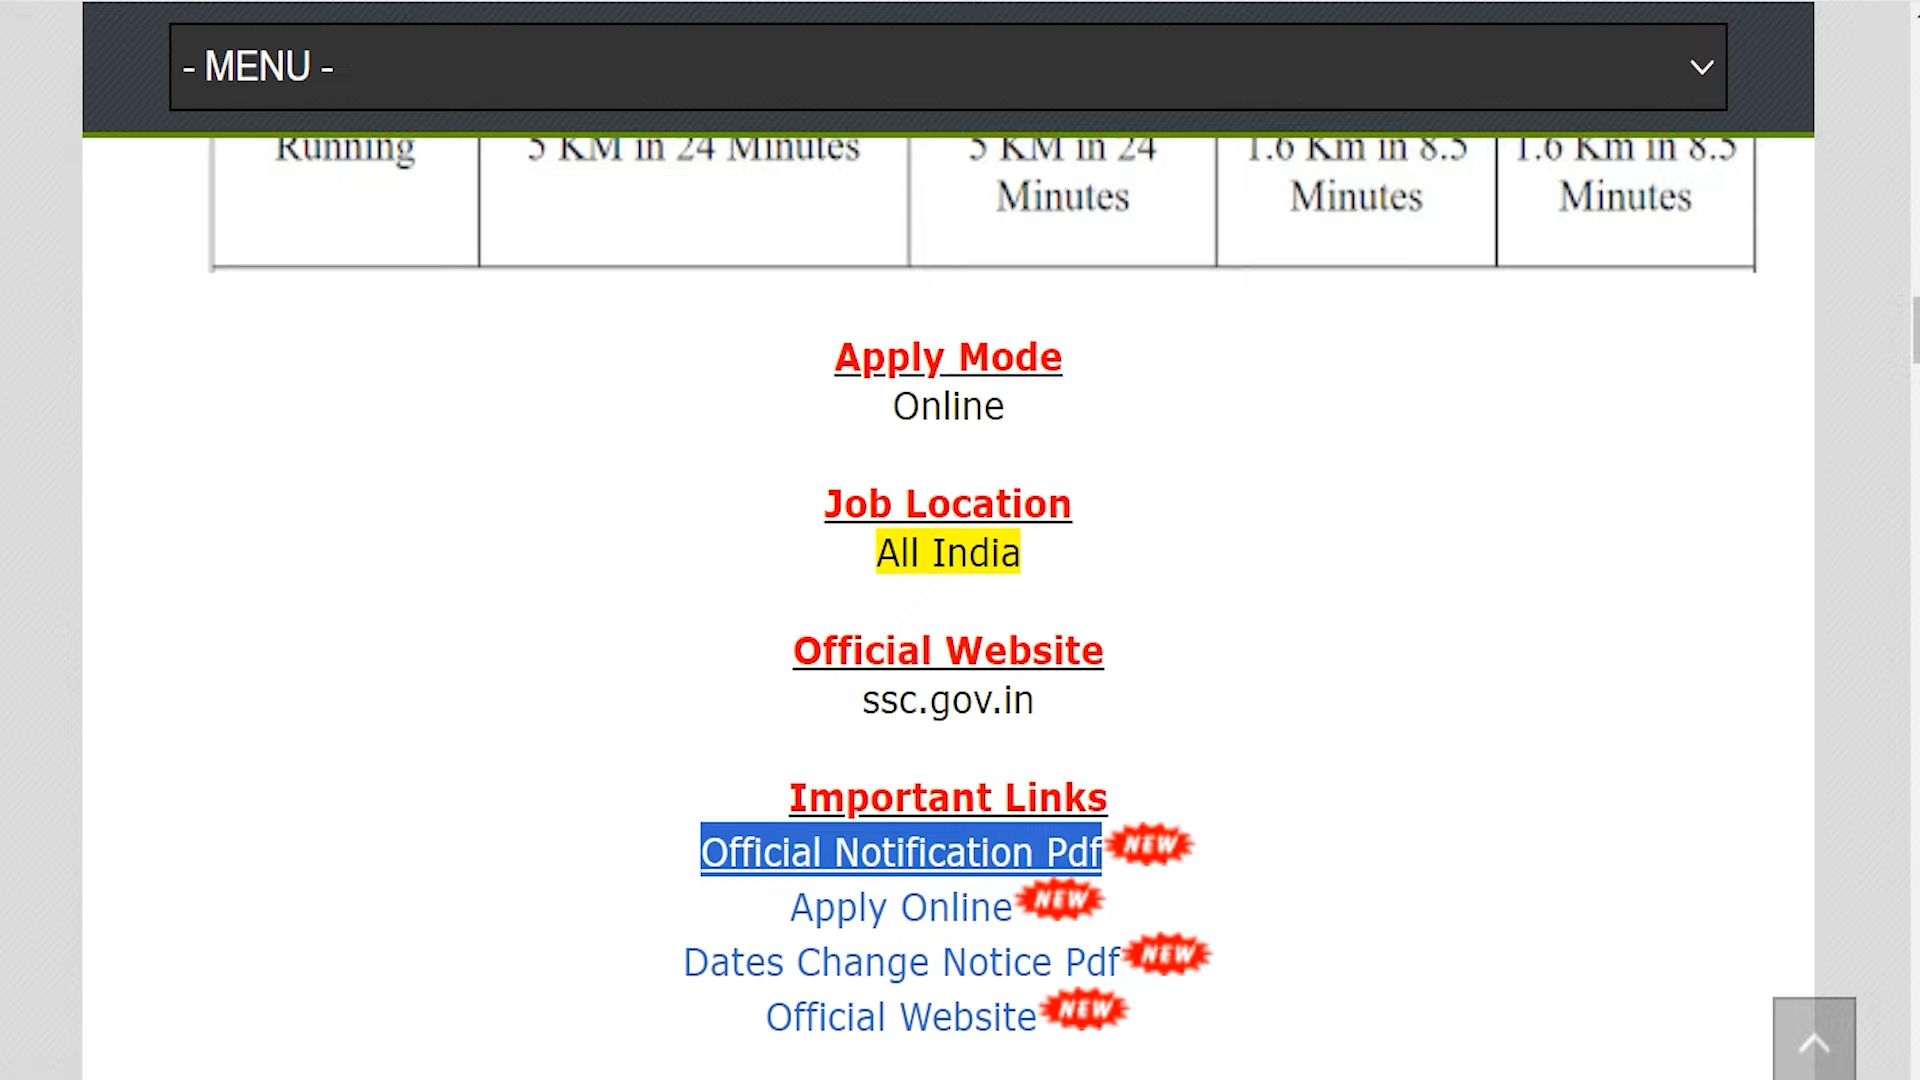 - MENU -
Running 5 KM in 24 Minutes 5 KM in 24 1.6 Km in 8.5 1.6 Km in 8.5
Minutes Minutes Minutes
Apply Mode
Online
Job Location
All India
Official Website
ssc.gov.in
Important Links
Official Notification Pdf NEW
Apply Online NEW
Dates Change Notice Pdf NEW
Official Website NEW